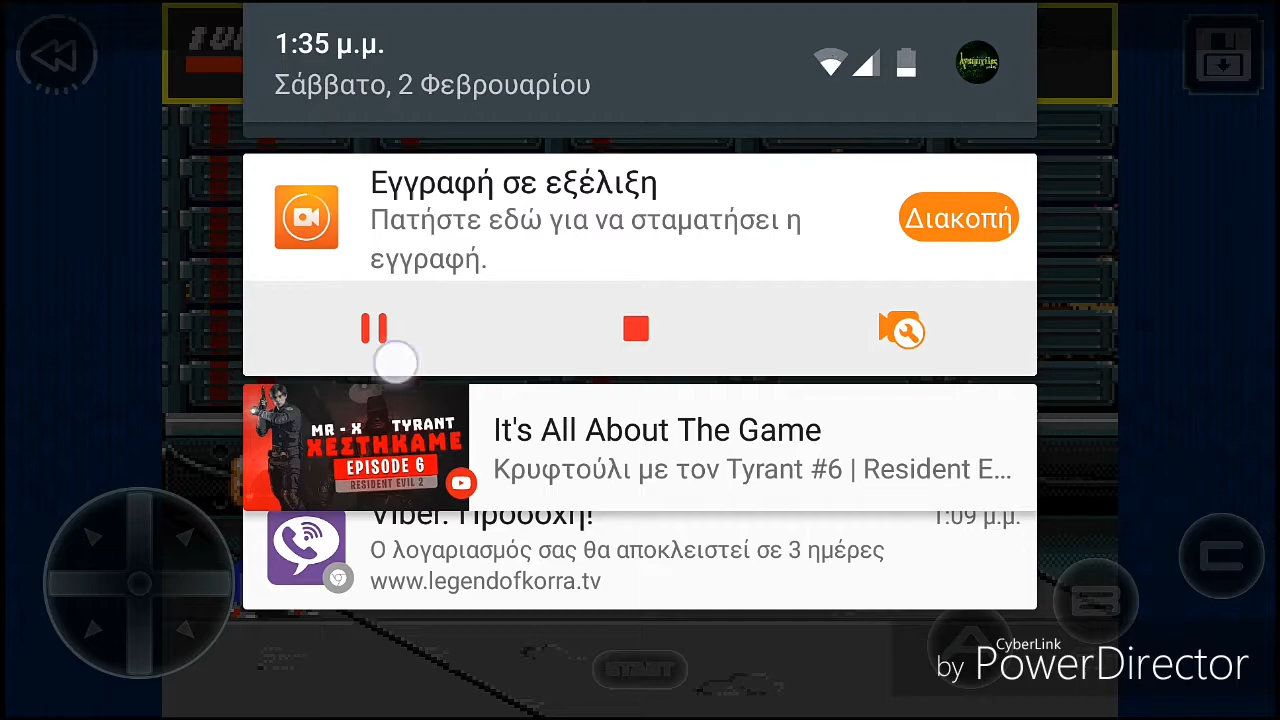 1:35 μ.μ.
Σάββατο, 2 Φεβρουαρίου
Εγγραφή σε εξέλιξη
Πατήστε εδώ για να σταματήσει η
εγγραφή.
Διακοπή
MR - X TYRANT
ΧΕΣΤΗΚΑΜΕ
EPISODE 6
RESIDENT EVIL 2
It's All About The Game
Κρυφτούλι με τον Tyrant #6 | Resident E...
Viber: Προσοχή!
1:09 μ.μ.
Ο λογαριασμός σας θα αποκλειστεί σε 3 ημέρες
www.legendofkorra.tv
START
A
B
C
CyberLink
by PowerDirector